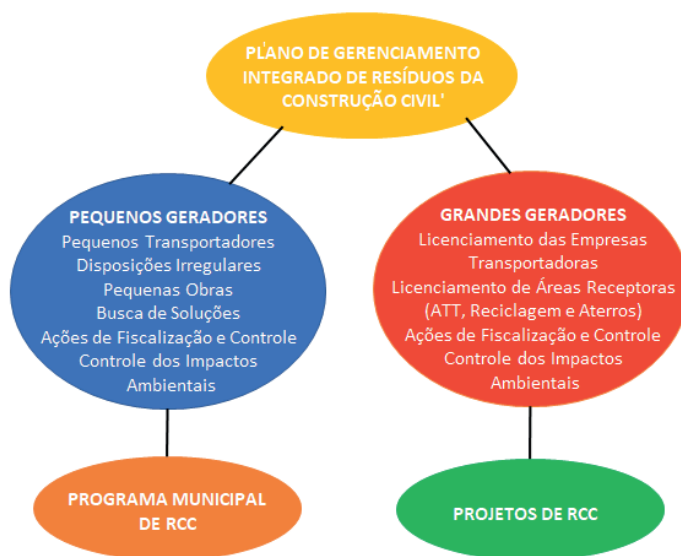 PL'ANO DE GERENCIAMENTO
INTEGRADO DE RESÍDUOS DA
CONSTRUÇÃO CIVIL'
PEQUENOS GERADORES
Pequenos Transportadores
Disposições Irregulares
Pequenas Obras
Busca de Soluções
Ações de Fiscalização e Controle
Controle dos Impactos
Ambientais
GRANDES GERADORES
Licenciamento das Empresas
Transportadoras
Licenciamento de Áreas Receptoras
(ATT, Reciclagem e Aterros)
Ações de Fiscalização e Controle
Controle dos Impactos
Ambientais
PROGRAMA MUNICIPAL
DE RCC
PROJETOS DE RCC